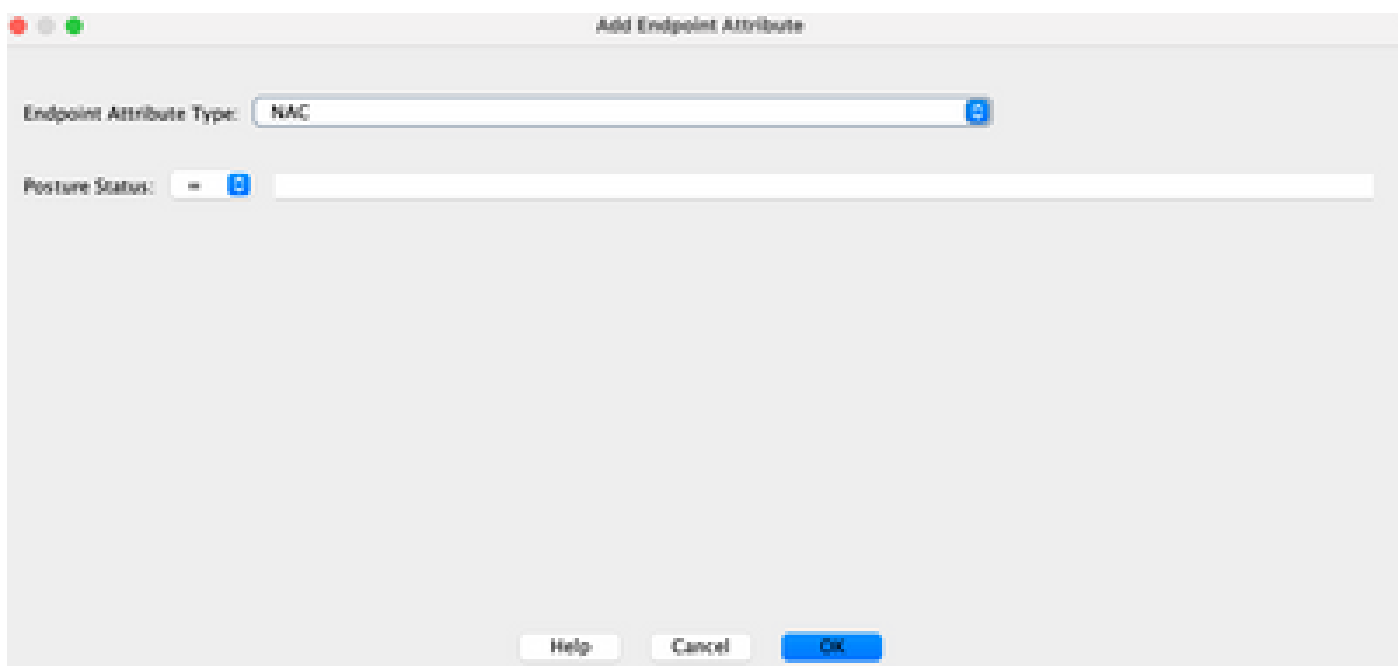 Add Endpoint Attribute
Endpoint Attribute Type: NAC
Posture Status: =
Help Cancel OK